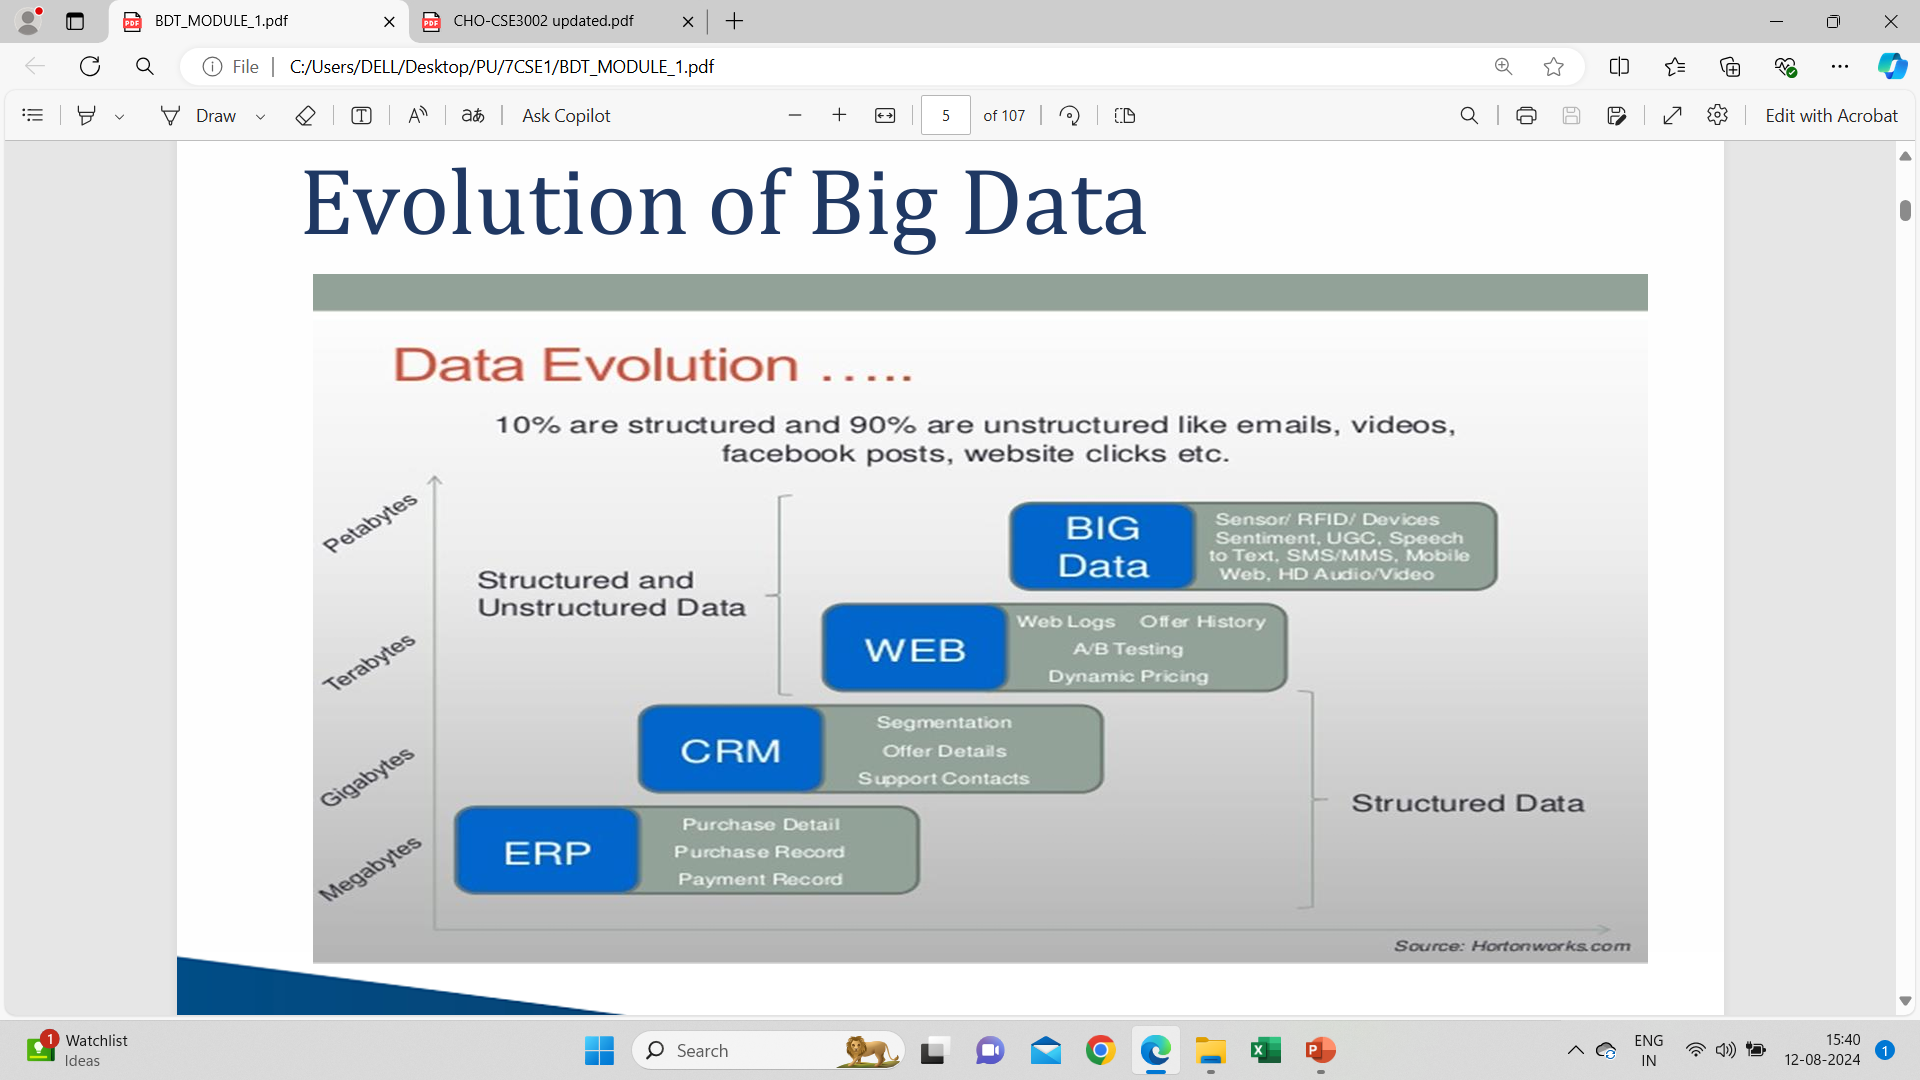 BDT_MODULE_1.pdf
CHO-CSE3002 updated.pdf
File
C:/Users/DELL/Desktop/PU/7CSE1/BDT_MODULE_1.pdf
Draw
Ask Copilot
5
of 107
Edit with Acrobat
Evolution of Big Data
Data Evolution .....
10% are structured and 90% are unstructured like emails, videos,
facebook posts, website clicks etc.
Petabytes
Terabytes
Gigabytes
Megabytes
Structured and
Unstructured Data
BIG
Data
Sensor/ RFID/ Devices
Sentiment, UGC, Speech
to Text, SMS/MMS, Mobile
Web, HD Audio/Video
WEB
Web Logs Offer History
A/B Testing
Dynamic Pricing
CRM
Segmentation
Offer Details
Support Contacts
ERP
Purchase Detail
Purchase Record
Payment Record
Structured Data
Source: Hortonworks.com
1
Watchlist
Ideas
Search
ENG
IN
15:40
12-08-2024
1